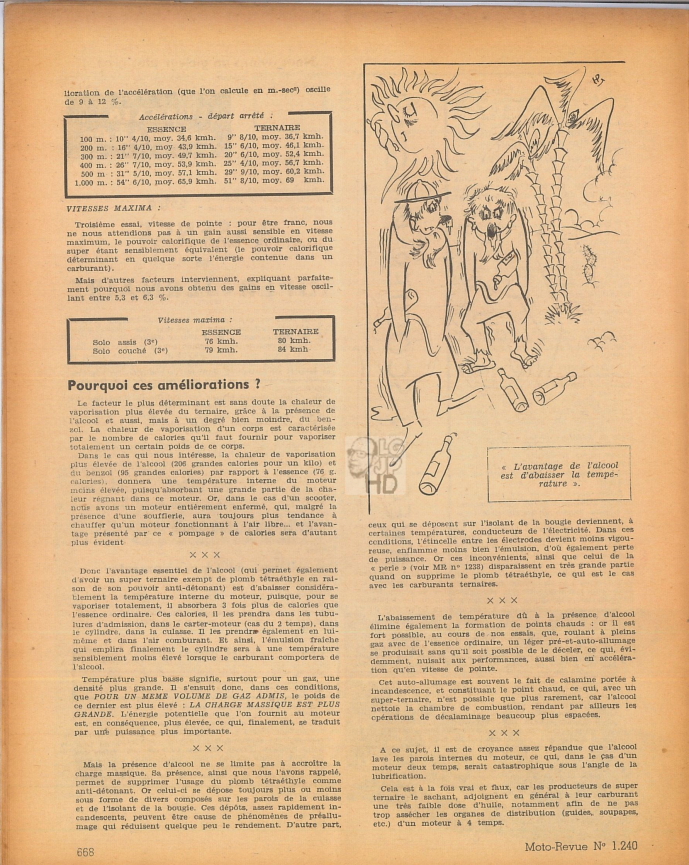 lioration de l'accélération (que l'on calcule en m.-sec²) oscille
de 9 à 12 %.
Accélérations - départ arrêté :
ESSENCE TERNAIRE
100 m. : 10" 4/10, moy. 34,6 kmh. 9" 8/10, moy. 36,7 kmh.
200 m. : 16" 4/10, moy 43,9 kmh. 15" 6/10, moy. 46,1 kmh.
300 m. : 21" 7/10, moy. 49,7 kmh. 20" 6/10, moy. 52,4 kmh.
400 m. : 26" 7/10, moy. 53,9 kmh. 25" 4/10, moy. 56,7 kmh.
500 m : 31" 5/10, moy. 57,1 kmh. 29" 9/10, moy. 60,2 kmh.
1.000 m. : 54" 6/10, moy. 65,9 kmh. 51" 8/10, moy. 69 kmh.
VITESSES MAXIMA :
Troisième essai, vitesse de pointe : pour être franc, nous
ne nous attendions pas à un gain aussi sensible en vitesse
maximum, le pouvoir calorifique de l'essence ordinaire, ou du
super étant sensiblement équivalent (le pouvoir calorifique
déterminant en quelque sorte l'énergie contenue dans un
carburant).
Mais d'autres facteurs interviennent, expliquant parfaite-
ment pourquoi nous avons obtenu des gains en vitesse oscil-
lant entre 5,3 et 6,3 %.
Vitesses maxima :
ESSENCE TERNAIRE
Solo assis (3ᵉ) 76 kmh. 80 kmh.
Solo couché (3ᵉ) 79 kmh. 84 kmh
Pourquoi ces améliorations ?
Le facteur le plus déterminant est sans doute la chaleur de
vaporisation plus élevée du ternaire, grâce à la présence de
l'alcool et aussi, mais à un degré bien moindre, du ben-
sol. La chaleur de vaporisation d'un corps est caractérisée
par le nombre de calories qu'il faut fournir pour vaporiser
totalement un certain poids de ce corps.
Dans le cas qui nous intéresse, la chaleur de vaporisation
plus élevée de l'alcool (206 grandes calories pour un kilo) et
du benzol (95 grandes calories) par rapport à l'essence (76 g.
calories), donnera une température interne du moteur
moins élevée, puisqu'absorbant une grande partie de la cha-
leur régnant dans ce moteur. Or, dans le cas d'un scooter,
nous avons un moteur entièrement enfermé, qui, malgré la
présence d'une soufflerie, aura toujours plus tendance à
chauffer qu'un moteur fonctionnant à l'air libre... et l'avan-
tage présenté par ce « pompage » de calories sera d'autant
plus évident
× × ×
Donc l'avantage essentiel de l'alcool (qui permet également
d'avoir un super ternaire exempt de plomb tétraéthyle en rai-
son de son pouvoir anti-détonant) est d'abaisser considéra-
blement la température interne du moteur, puisque, pour se
vaporiser totalement, il absorbera 3 fois plus de calories que
l'essence ordinaire. Ces calories, il les prendra dans les tubu-
lures d'admission, dans le carter-moteur (cas du 2 temps), dans
le cylindre, dans la culasse. Il les prendra également en lui-
même et dans l'air comburant. Et ainsi, l'émulsion fraîche
qui emplira finalement le cylindre sera à une température
sensiblement moins élevé lorsque le carburant comportera de
l'alcool.
Température plus basse signifie, surtout pour un gaz, une
densité plus grande. Il s'ensuit donc, dans ces conditions,
que POUR UN MEME VOLUME DE GAZ ADMIS, le poids de
ce dernier est plus élevé : LA CHARGE MASSIQUE EST PLUS
GRANDE. L'énergie potentielle que l'on fournit au moteur
est, en conséquence, plus élevée, ce qui, finalement, se traduit
par une puissance plus importante.
× × ×
Mais la présence d'alcool ne se limite pas à accroître la
charge massique. Sa présence, ainsi que nous l'avons rappelé,
permet de supprimer l'usage du plomb tétraéthyle comme
anti-détonant. Or celui-ci se dépose toujours plus ou moins
sous forme de divers composés sur les parois de la culasse
et de l'isolant de la bougie. Ces dépôts, assez rapidement in-
candescents, peuvent être cause de phénomènes de préallu-
mage qui réduisent quelque peu le rendement. D'autre part,
« L'avantage de l'alcool
est d'abaisser la tempe-
rature ».
ceux qui se déposent sur l'isolant de la bougie deviennent, à
certaines températures, conducteurs de l'électricité. Dans ces
conditions, l'étincelle entre les électrodes devient moins vigou-
reuse, enflamme moins bien l'émulsion, d'où également perte
de puissance. Or ces inconvénients, ainsi que celui de la
« perle » (voir MR n° 1238) disparaissent en très grande partie
quand on supprime le plomb tétraéthyle, ce qui est le cas
avec les carburants ternaires.
× × ×
L'abaissement de température dû à la présence d'alcool
élimine également la formation de points chauds : or il est
fort possible, au cours de nos essais, que, roulant à pleins
gaz avec de l'essence ordinaire, un léger pré-et-auto-allumage
se produisait sans qu'il soit possible de le déceler, ce qui, évi-
demment, nuisait aux performances, aussi bien en accéléra-
tion qu'en vitesse de pointe.
Cet auto-allumage est souvent le fait de calamine portée à
incandescence, et constituant le point chaud, ce qui, avec un
super-ternaire, n'est possible que plus rarement, car l'alcool
nettoie la chambre de combustion, rendant par ailleurs les
opérations de décalaminage beaucoup plus espacées.
× × ×
A ce sujet, il est de croyance assez répandue que l'alcool
lave les parois internes du moteur, ce qui, dans le cas d'un
moteur deux temps, serait catastrophique sous l'angle de la
lubrification.
Cela est à la fois vrai et faux, car les producteurs de super
ternaire le sachant, adjoignent en général à leur carburant
une très faible dose d'huile, notamment afin de ne pas
trop assécher les organes de distribution (guides, soupapes,
etc.) d'un moteur à 4 temps.
668
Moto-Revue N° 1.240